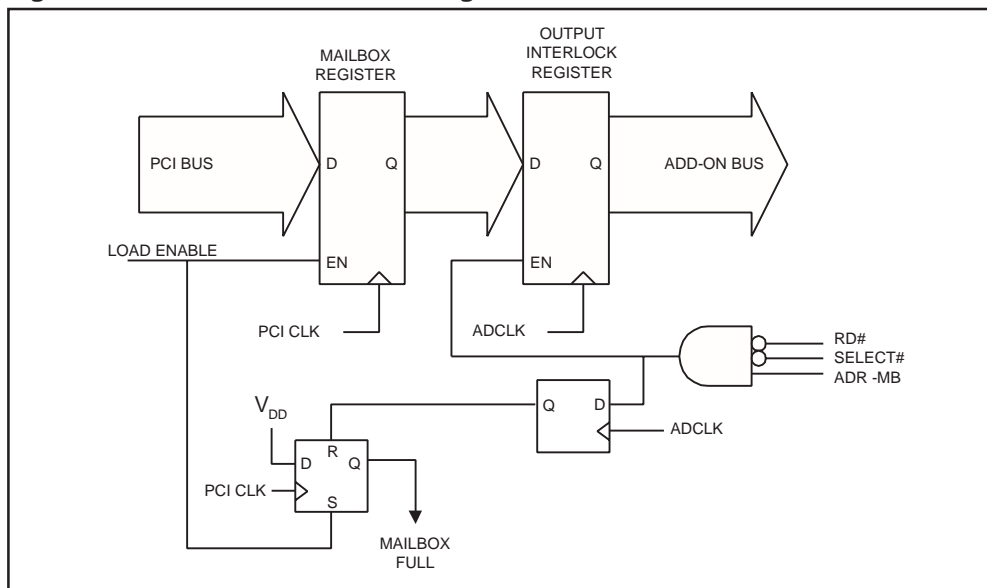 MAILBOX
REGISTER
OUTPUT
INTERLOCK
REGISTER
PCI BUS
D
Q
D
Q
ADD-ON BUS
LOAD ENABLE
EN
EN
PCI CLK
ADCLK
RD#
SELECT#
ADR -MB
Q
D
ADCLK
VDD
R
D
Q
PCI CLK
S
MAILBOX
FULL